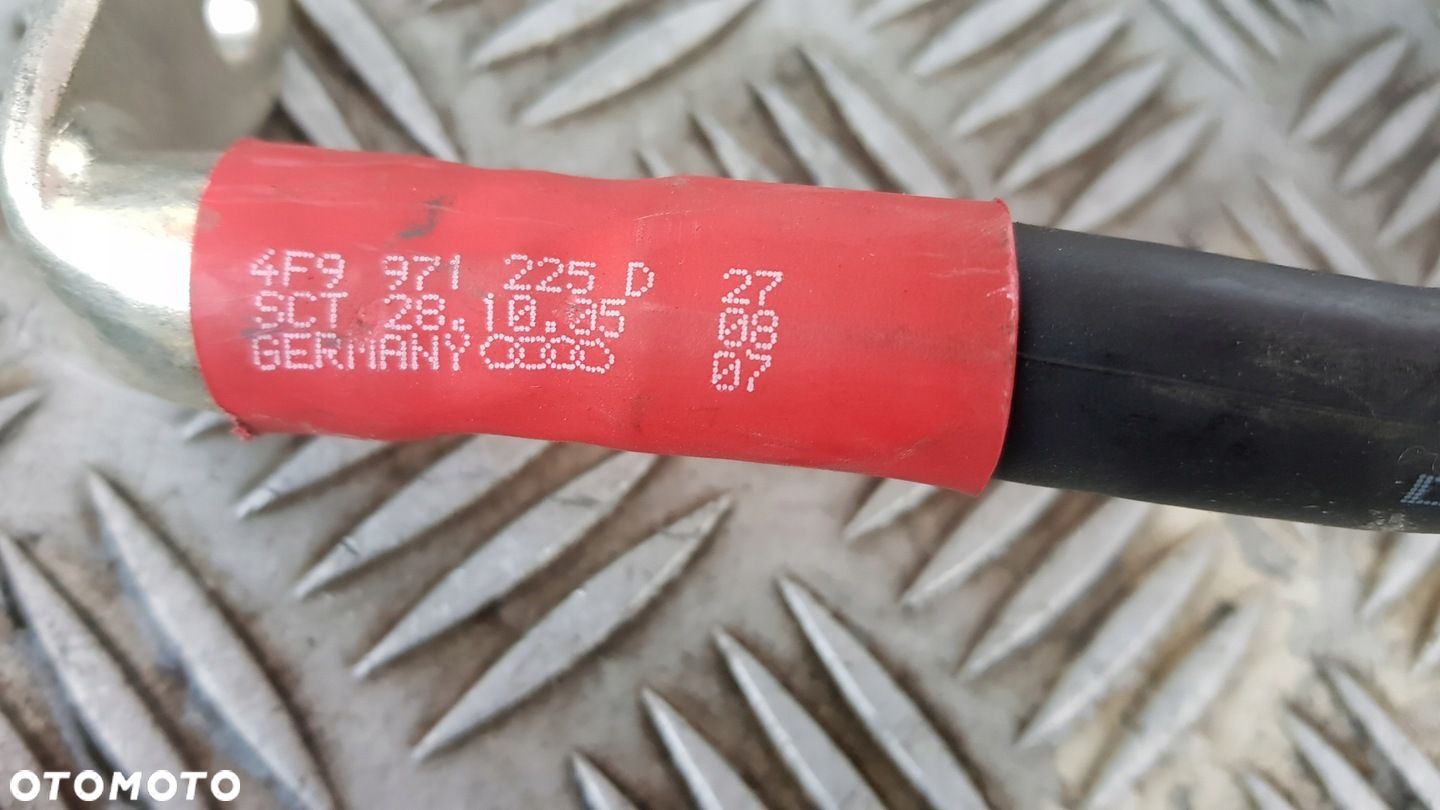 4F9 971 225 D 27
SCT 28.10.05 08
GERMANY 07
OTOMOTO